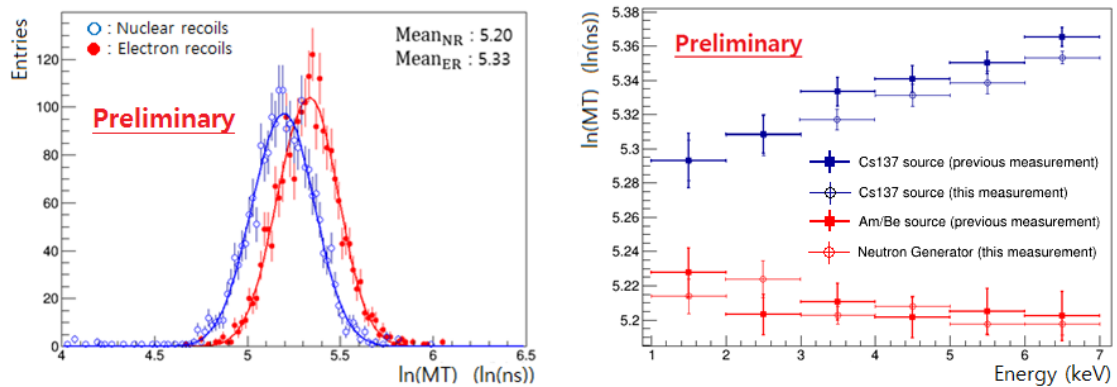 Entries
: Nuclear recoils
: Electron recoils
MeanNR : 5.20
MeanER : 5.33
Preliminary
120
100
80
60
40
20
0
4 4.5 5 5.5 6 6.5
ln(MT) (ln(ns))
ln(MT) (ln(ns))
Preliminary
5.38
5.36
5.34
5.32
5.3
5.28
5.26
5.24
5.22
5.2
Cs137 source (previous measurement)
Cs137 source (this measurement)
Am/Be source (previous measurement)
Neutron Generator (this measurement)
1 2 3 4 5 6 7
Energy (keV)